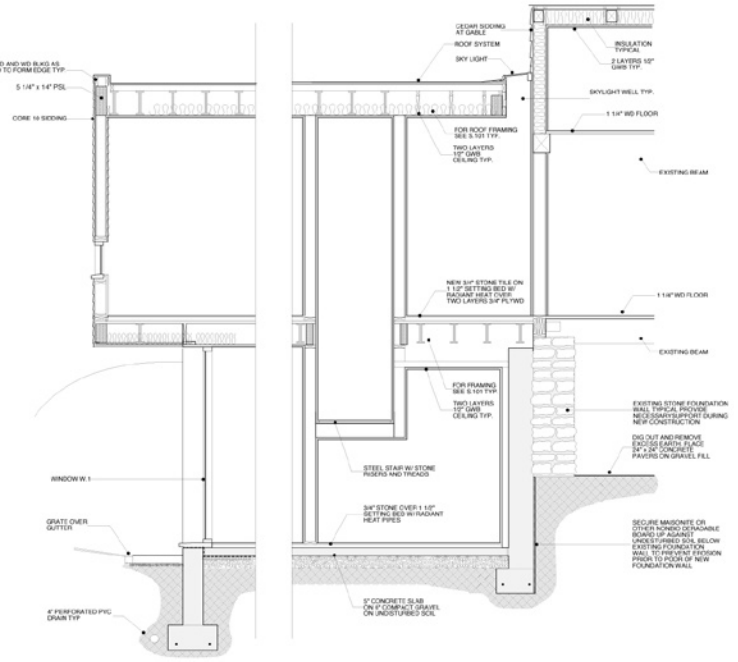 CEDAR SIDING
AT GABLE
ROOF SYSTEM
SKY LIGHT
INSULATION
TYPICAL
2 LAYERS 1/2"
GWB TYP.
D AND WD BLKG AS
TO FORM EDGE TYP.
5 1/4" x 14" PSL
CORE 10 SIDDING
SKYLIGHT WELL TYP.
1 1/4" WD FLOOR
FOR ROOF FRAMING
SEE S.101 TYP.
TWO LAYERS
1/2" GWB
CEILING TYP.
EXISTING BEAM
NEW 3/4" STONE TILE ON
1 1/2" SETTING BED W/
RADIANT HEAT OVER
TWO LAYERS 3/4" PLYWD
1 1/4" WD FLOOR
EXISTING BEAM
FOR FRAMING
SEE S.101 TYP
TWO LAYERS
1/2" GWB
CEILING TYP.
EXISTING STONE FOUNDATION
WALL TYPICAL PROVIDE
NECESSARY SUPPORT DURING
NEW CONSTRUCTION
DIG OUT AND REMOVE
EXCESS EARTH. PLACE
24" x 24" CONCRETE
PAVERS ON GRAVEL FILL
STEEL STAIR W/ STONE
RISERS AND TREADS
WINDOW W.1
3/4" STONE OVER 1 1/2"
SETTING BED W/ RADIANT
HEAT PIPES
GRATE OVER
GUTTER
SECURE MASONITE OR
OTHER NONBIO DERADABLE
BOARD UP AGAINST
UNDESTURBED SOIL BELOW
EXISTING FOUNDATION
WALL TO PREVENT EROSION
PRIOR TO POUR OF NEW
FOUNDATION WALL
5" CONCRETE SLAB
ON 6" COMPACT GRAVEL
ON UNDISTURBED SOIL
4" PERFORATED PVC
DRAIN TYP